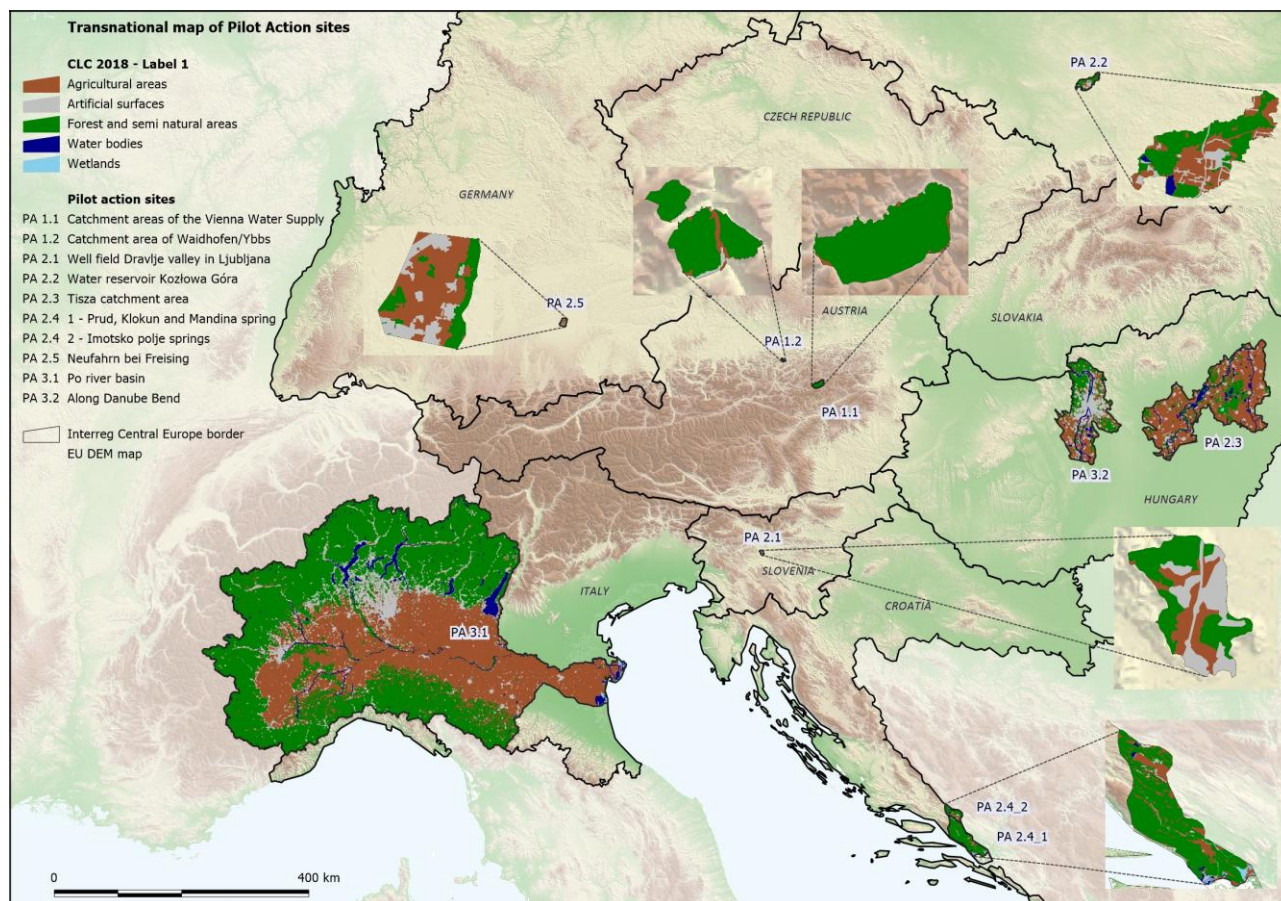 Transnational map of Pilot Action sites
CLC 2018 - Label 1
Agricultural areas
Artificial surfaces
Forest and semi natural areas
Water bodies
Wetlands
Pilot action sites
PA 1.1 Catchment areas of the Vienna Water Supply
PA 1.2 Catchment area of Waidhofen/Ybbs
PA 2.1 Well field Dravlje valley in Ljubljana
PA 2.2 Water reservoir Kozłowa Góra
PA 2.3 Tisza catchment area
PA 2.4 1 - Prud, Klokun and Mandina spring
PA 2.4 2 - Imotsko polje springs
PA 2.5 Neufahrn bei Freising
PA 3.1 Po river basin
PA 3.2 Along Danube Bend
Interreg Central Europe border
EU DEM map
PA 2.2
CZECH REPUBLIC
GERMANY
PA 2.5
AUSTRIA
SLOVAKIA
PA 1.2
PA 1.1
PA 2.3
PA 3.2
HUNGARY
PA 2.1
SLOVENIA
ITALY
CROATIA
PA 3.1
PA 2.4_2
PA 2.4_1
0 400 km